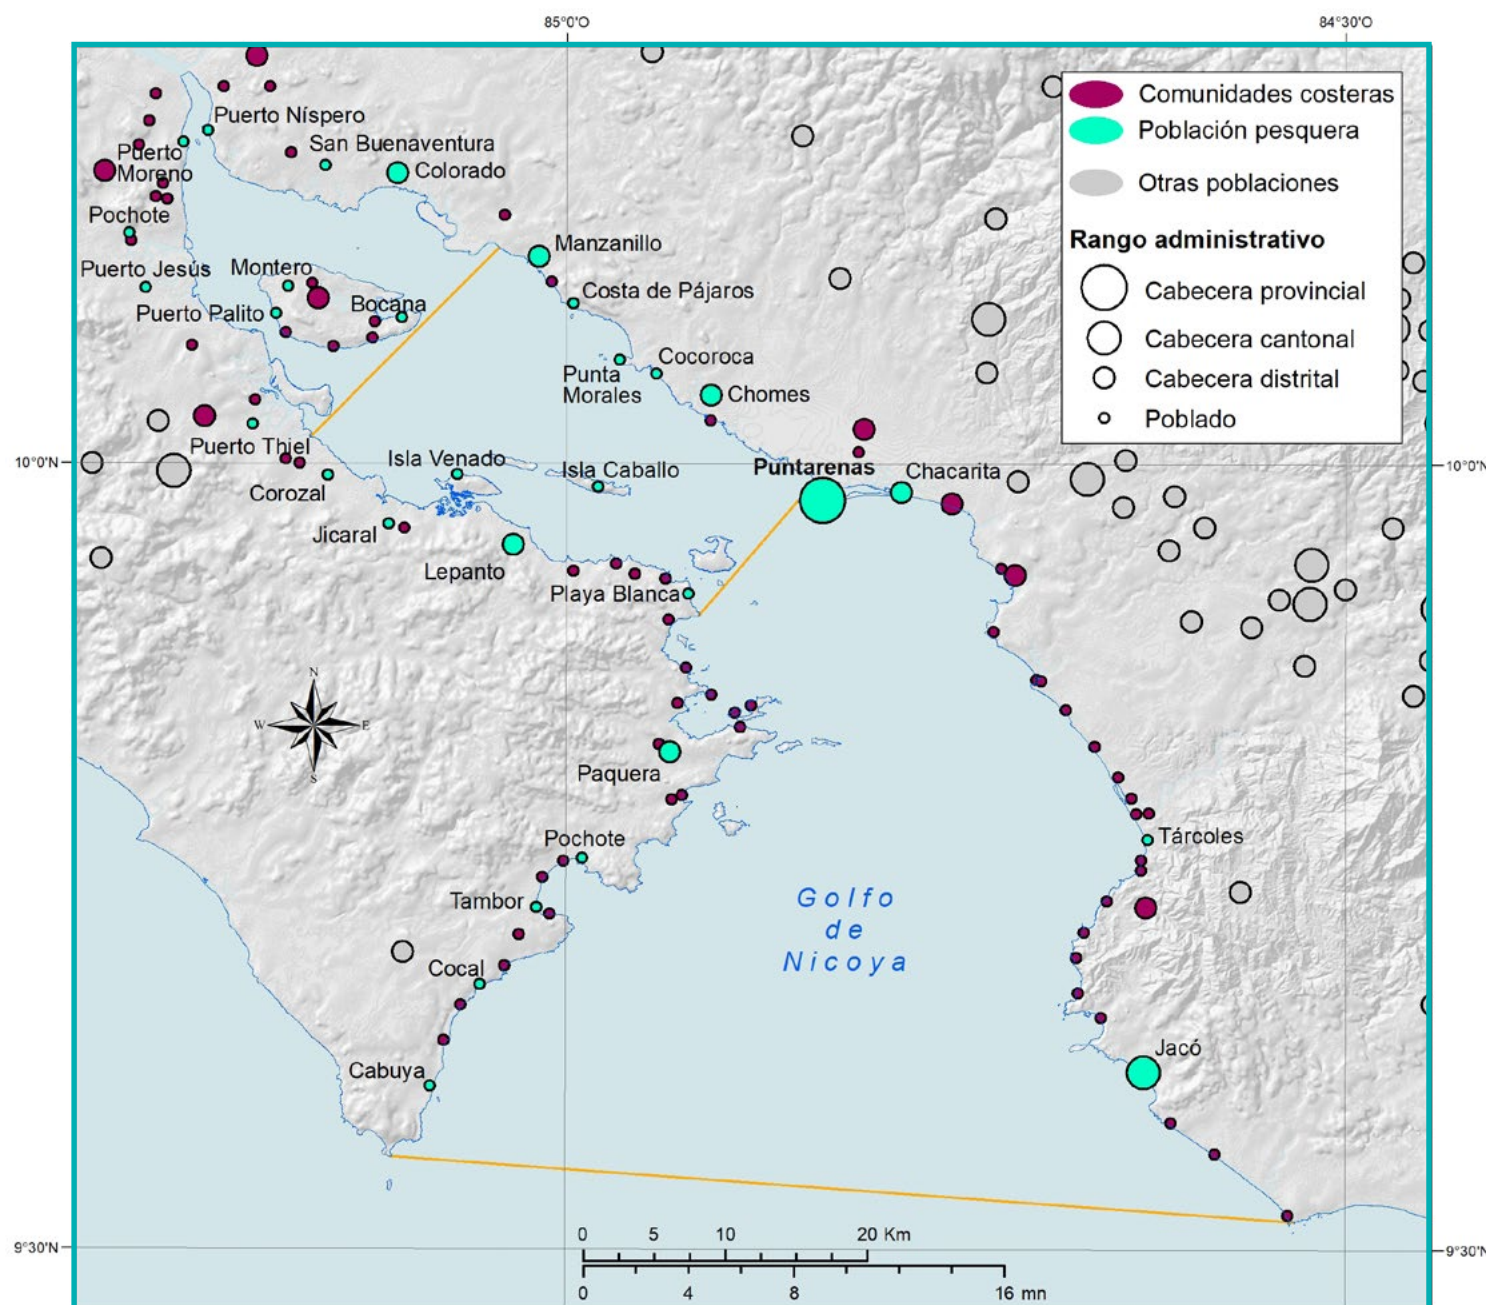 85°0'O
84°30'O
Comunidades costeras
Población pesquera
Otras poblaciones
Rango administrativo
Cabecera provincial
Cabecera cantonal
Cabecera distrital
Poblado
Puerto Níspero
San Buenaventura
Puerto
Moreno
Colorado
Pochote
Manzanillo
Puerto Jesús
Montero
Costa de Pájaros
Puerto Palito
Bocana
Cocoroca
Punta
Morales
Chomes
Puerto Thiel
Isla Venado
Isla Caballo
Puntarenas
Chacarita
10°0'N
10°0'N
Corozal
Jicaral
Lepanto
Playa Blanca
N
W
E
S
Paquera
Pochote
Tárcoles
Tambor
Golfo
de
Nicoya
Cocal
Jacó
Cabuya
0 5 10 20 Km
9°30'N
9°30'N
0 4 8 16 mn